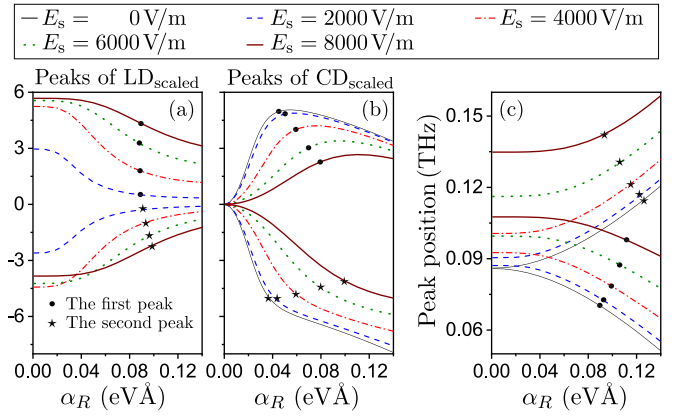 E_s = 0 V/m E_s = 2000 V/m E_s = 4000 V/m
E_s = 6000 V/m E_s = 8000 V/m
Peaks of LD_scaled Peaks of CD_scaled
(a) (b) (c)
6
3
0
-3
-6
The first peak
The second peak
0.00 0.04 0.08 0.12
α_R (eVÅ)
0.00 0.04 0.08 0.12
α_R (eVÅ)
Peak position (THz)
0.15
0.12
0.09
0.06
0.00 0.04 0.08 0.12
α_R (eVÅ)